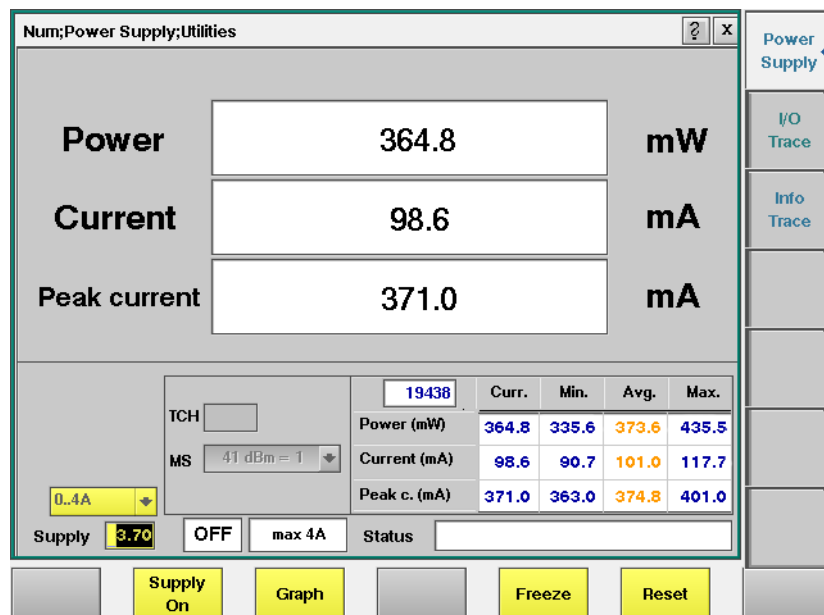 Num;Power Supply;Utilities
? X
Power 364.8 mW
Current 98.6 mA
Peak current 371.0 mA
19438 Curr. Min. Avg. Max.
TCH
Power (mW) 364.8 335.6 373.6 435.5
MS 41 dBm = 1
Current (mA) 98.6 90.7 101.0 117.7
Peak c. (mA) 371.0 363.0 374.8 401.0
0..4A
Supply 3.70 OFF max 4A Status
Supply
On
Graph
Freeze
Reset
Power
Supply
I/O
Trace
Info
Trace